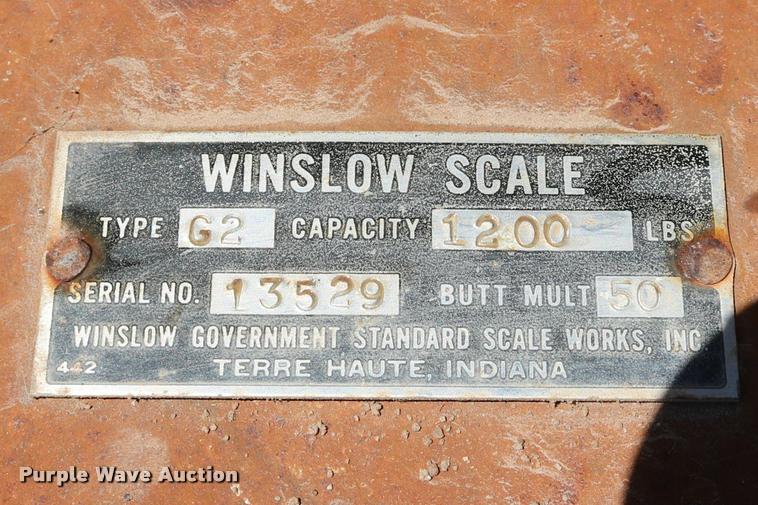 WINSLOW SCALE
TYPE G2 CAPACITY 1200 LBS
SERIAL NO. 13529 BUTT MULT 50
WINSLOW GOVERNMENT STANDARD SCALE WORKS, INC
442 TERRE HAUTE, INDIANA
Purple Wave Auction